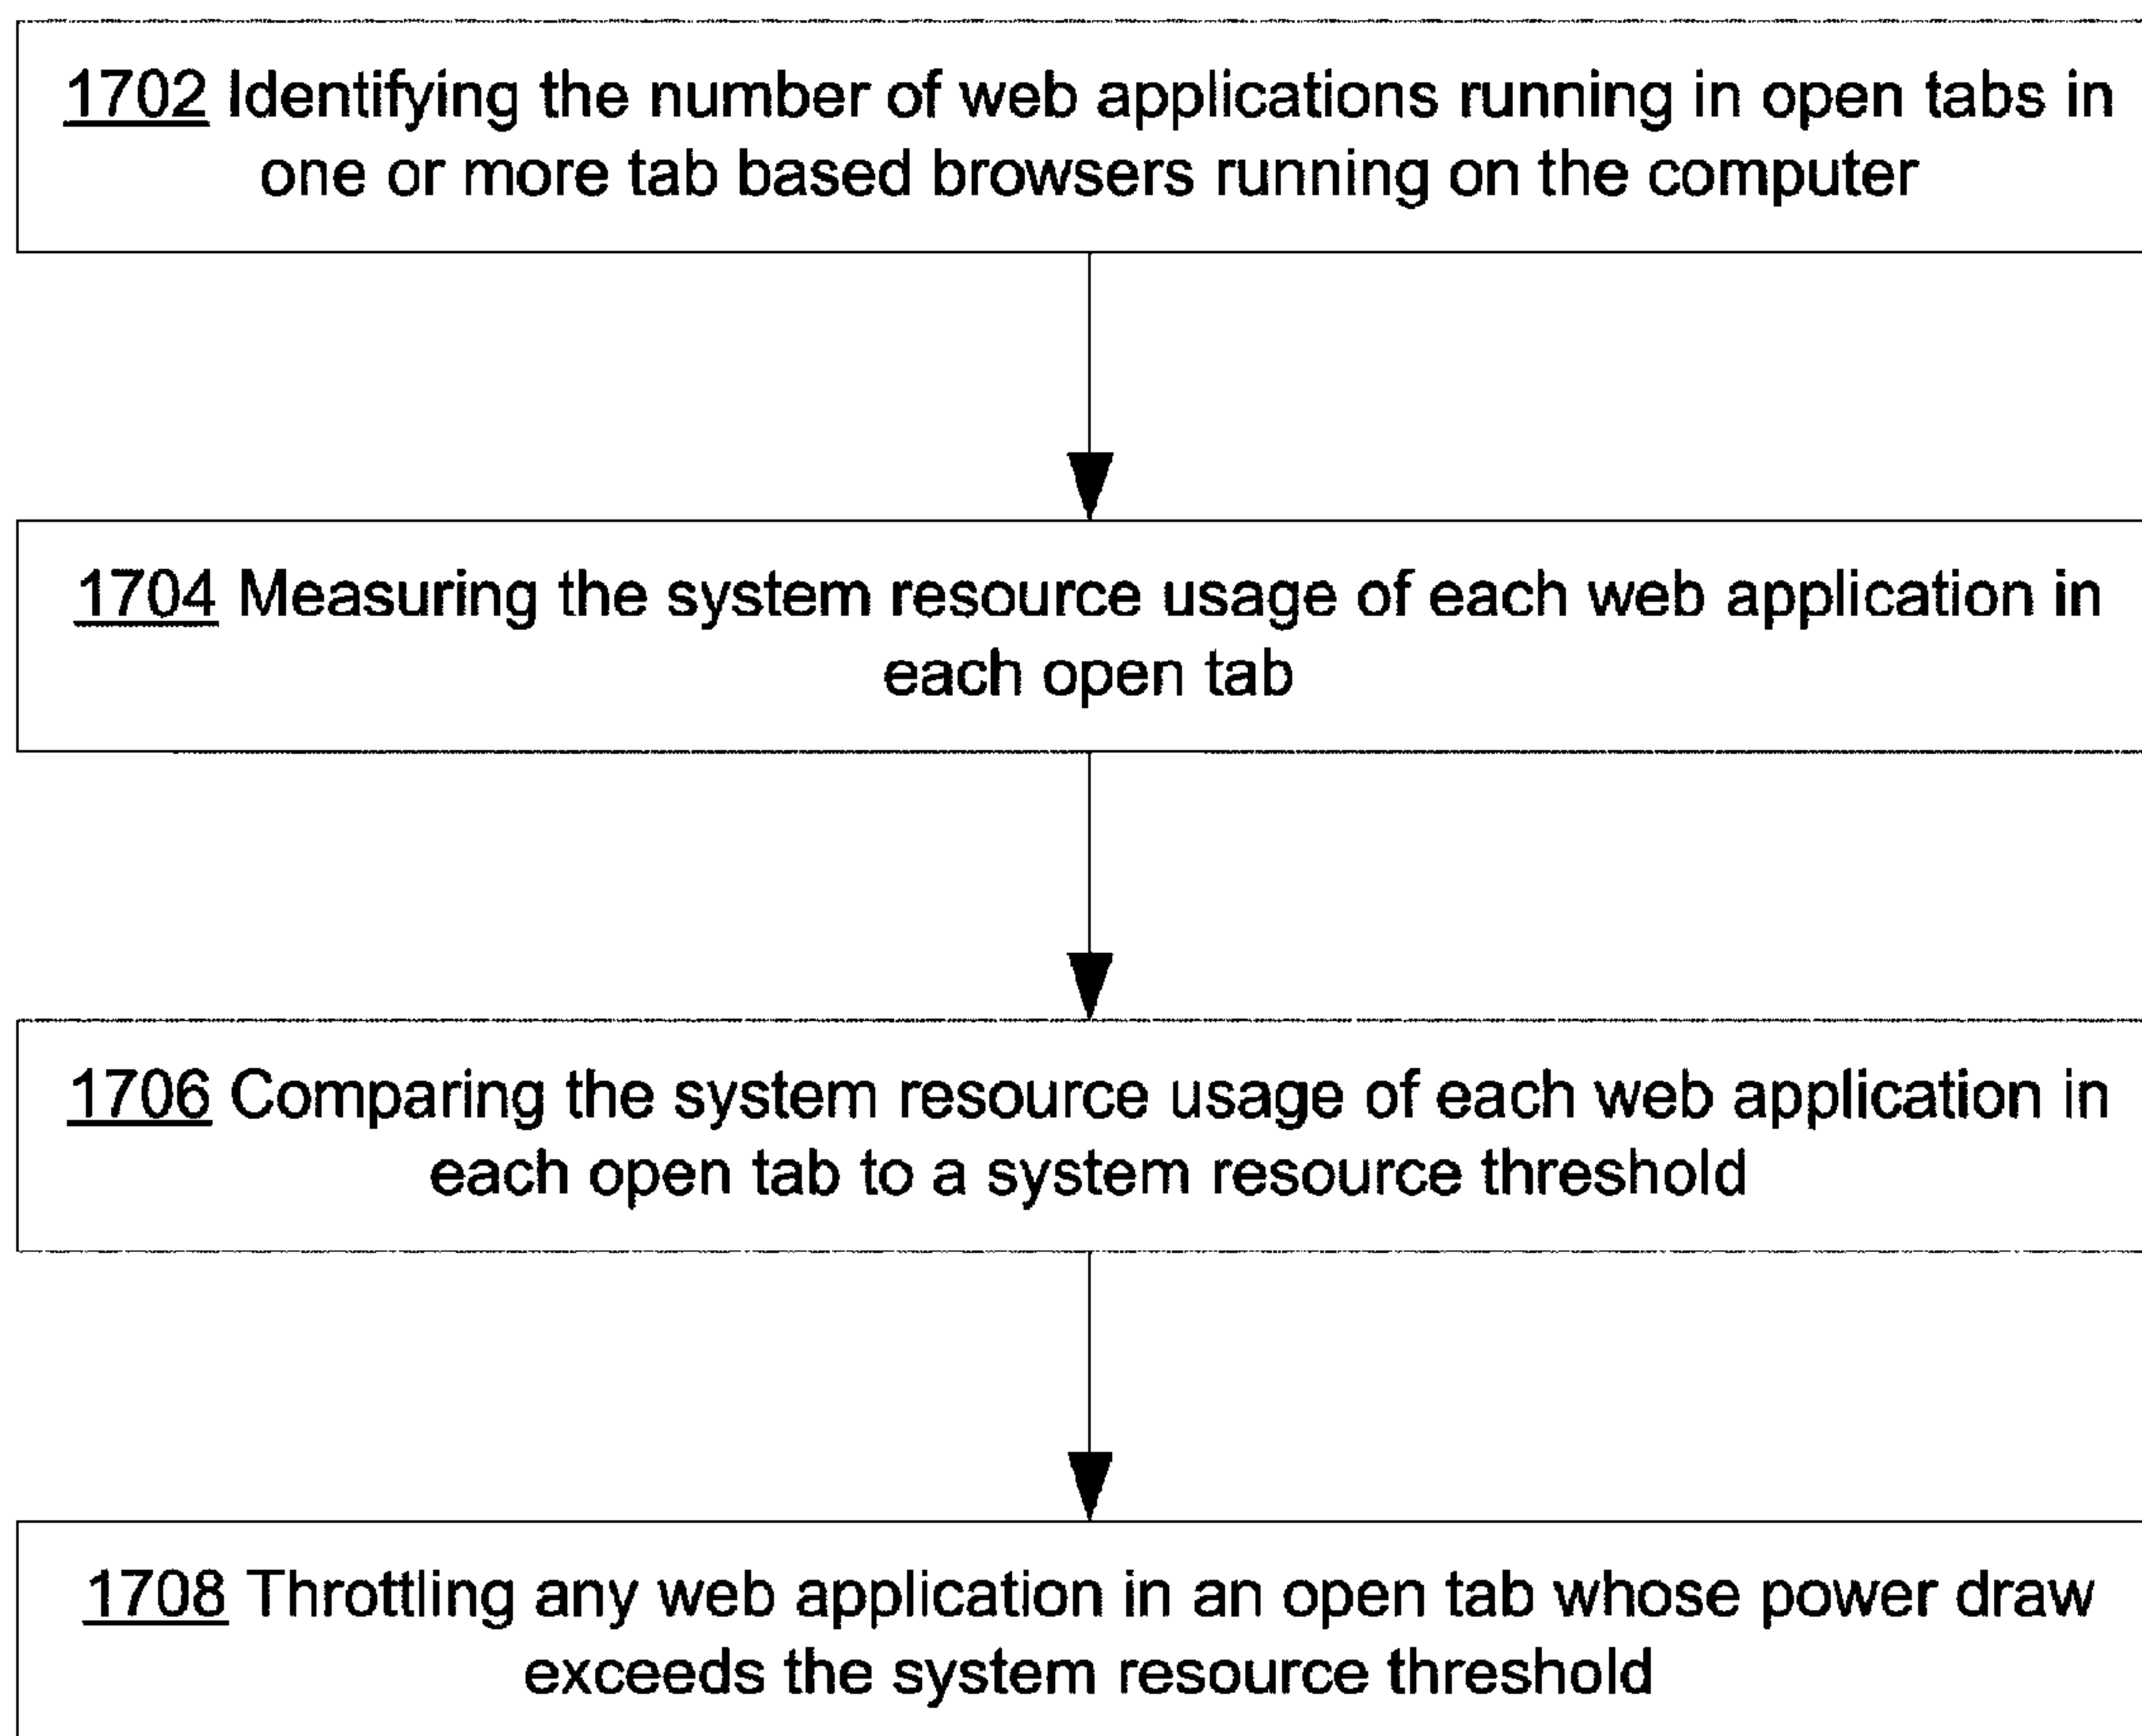 1702 Identifying the number of web applications running in open tabs in
one or more tab based browsers running on the computer
1704 Measuring the system resource usage of each web application in
each open tab
1706 Comparing the system resource usage of each web application in
each open tab to a system resource threshold
1708 Throttling any web application in an open tab whose power draw
exceeds the system resource threshold